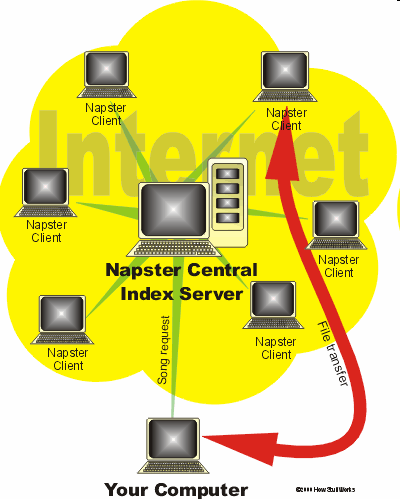 Napster
Client
Napster
Client
Internet
Napster
Client
Napster
Client
Napster Central
Index Server
Napster
Client
Napster
Client
Song request
File transfer
Your Computer